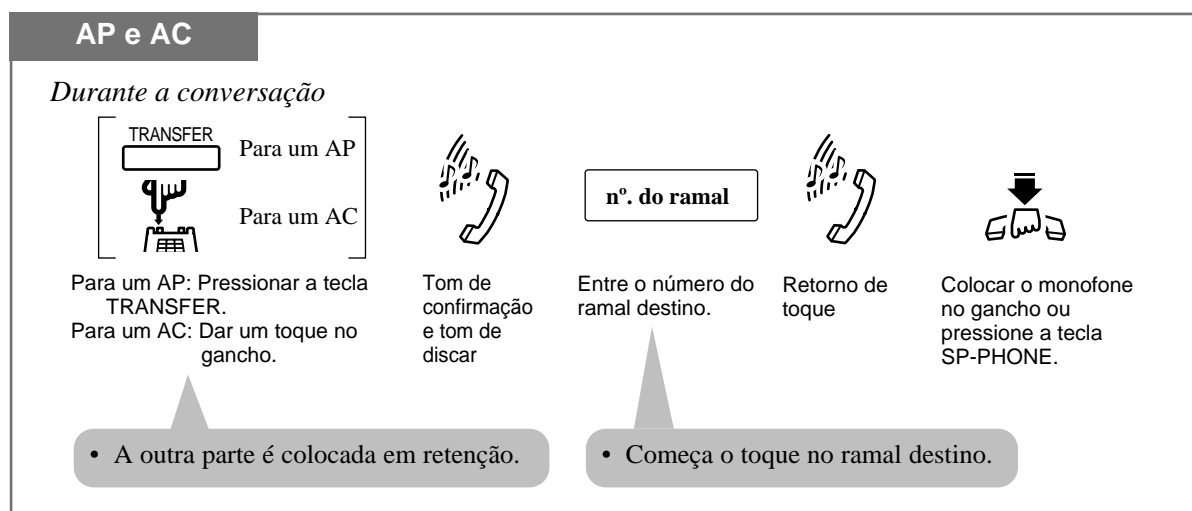 AP e AC
Durante a conversação
TRANSFER
Para um AP
Para um AC
nº. do ramal
Para um AP: Pressionar a tecla
TRANSFER.
Para um AC: Dar um toque no
gancho.
Tom de
confirmação
e tom de
discar
Entre o número do
ramal destino.
Retorno de
toque
Colocar o monofone
no gancho ou
pressione a tecla
SP-PHONE.
• A outra parte é colocada em retenção.
• Começa o toque no ramal destino.